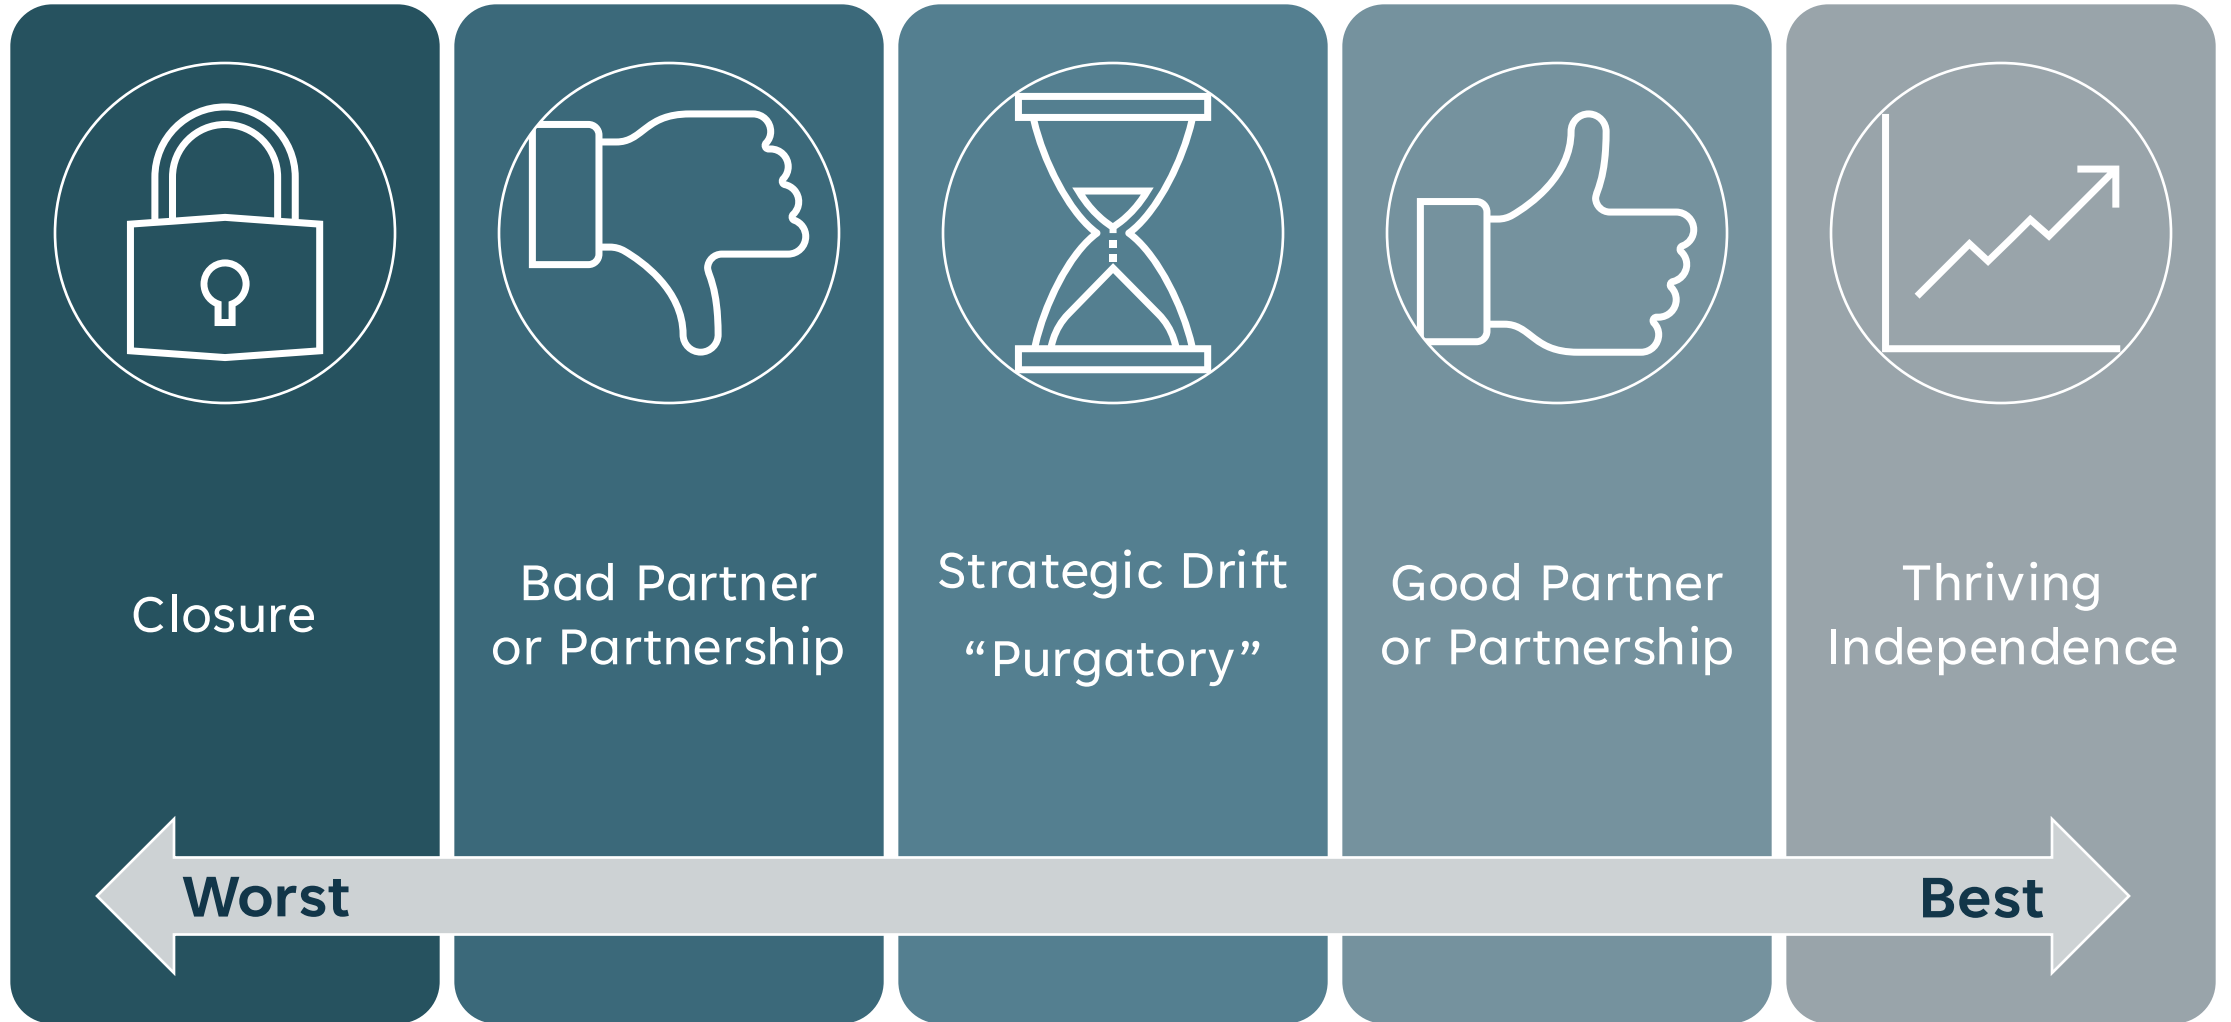 Closure
Bad Partner
or Partnership
Strategic Drift
“Purgatory”
Good Partner
or Partnership
Thriving
Independence
Worst
Best